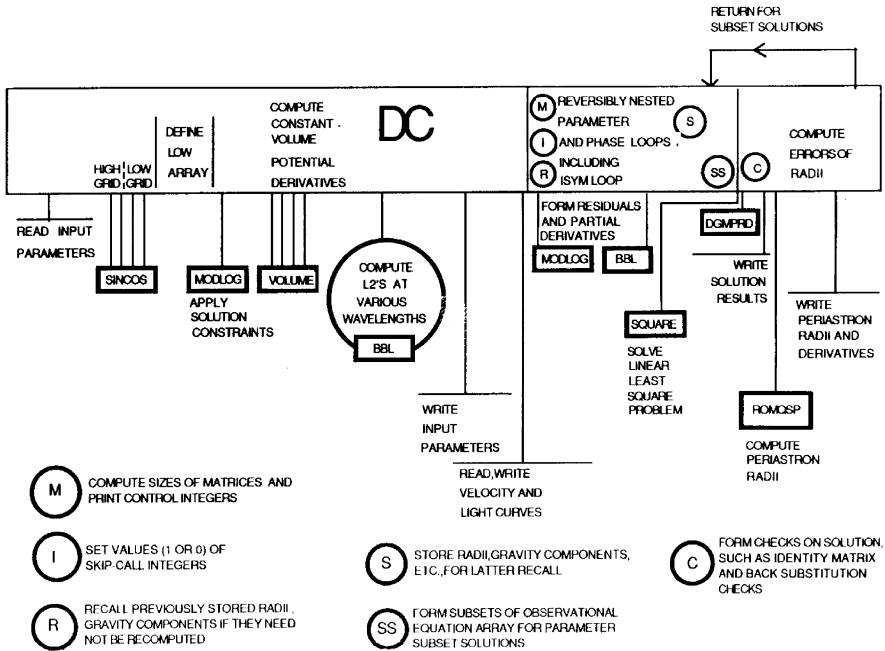 RETURN FOR
SUBSET SOLUTIONS
DC
HIGH LOW
GRID GRID
DEFINE
LOW
ARRAY
COMPUTE
CONSTANT -
VOLUME
POTENTIAL
DERIVATIVES
M REVERSIBLY NESTED
PARAMETER
S
I AND PHASE LOOPS ,
R INCLUDING
ISYM LOOP
SS
C
COMPUTE
ERRORS OF
RADII
READ INPUT
PARAMETERS
SINCOS
MODLOG
APPLY
SOLUTION
CONSTRAINTS
VOLUME
COMPUTE
L2'S AT
VARIOUS
WAVELENGTHS
BBL
WRITE
INPUT
PARAMETERS
READ,WRITE
VELOCITY AND
LIGHT CURVES
FORM RESIDUALS
AND PARTIAL
DERIVATIVES
MODLOG
BBL
SQUARE
SOLVE
LINEAR
LEAST
SQUARE
PROBLEM
DGMPRD
WRITE
SOLUTION
RESULTS
ROMQSP
COMPUTE
PERIASTRON
RADII
WRITE
PERIASTRON
RADII AND
DERIVATIVES
M
COMPUTE SIZES OF MATRICES AND
PRINT CONTROL INTEGERS
I
SET VALUES (1 OR 0) OF
SKIP-CALL INTEGERS
R
RECALL PREVIOUSLY STORED RADII ,
GRAVITY COMPONENTS IF THEY NEED
NOT BE RECOMPUTED
S
STORE RADII,GRAVITY COMPONENTS,
ETC.,FOR LATTER RECALL
SS
FORM SUBSETS OF OBSERVATIONAL
EQUATION ARRAY FOR PARAMETER
SUBSET SOLUTIONS
C
FORM CHECKS ON SOLUTION,
SUCH AS IDENTITY MATRIX
AND BACK SUBSTITUTION
CHECKS